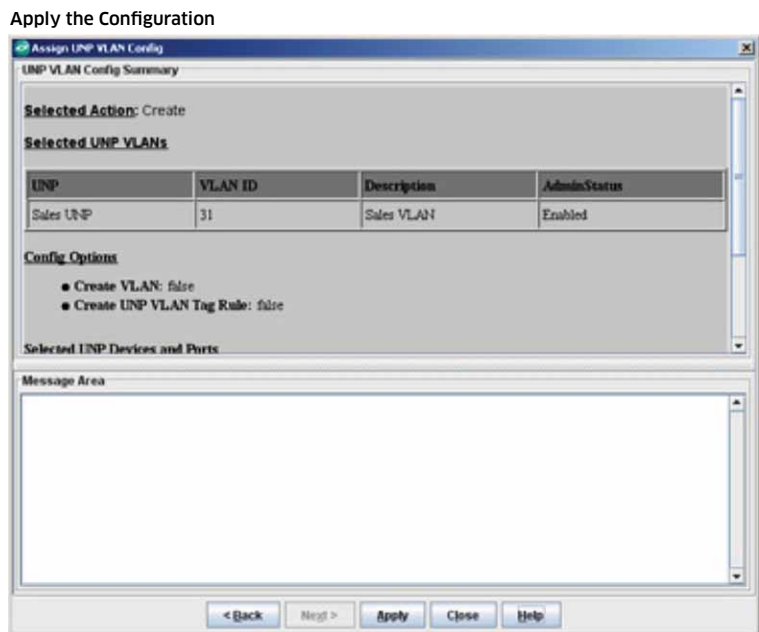 Apply the Configuration
Assign UNP VLAN Config
UNP VLAN Config Summary
Selected Action: Create
Selected UNP VLANs
UNP VLAN ID Description AdminStatus
Sales UNP 31 Sales VLAN Enabled
Config Options
Create VLAN: false
Create UNP VLAN Tag Rule: false
Selected UNP Devices and Ports
Message Area
< Back Next > Apply Close Help